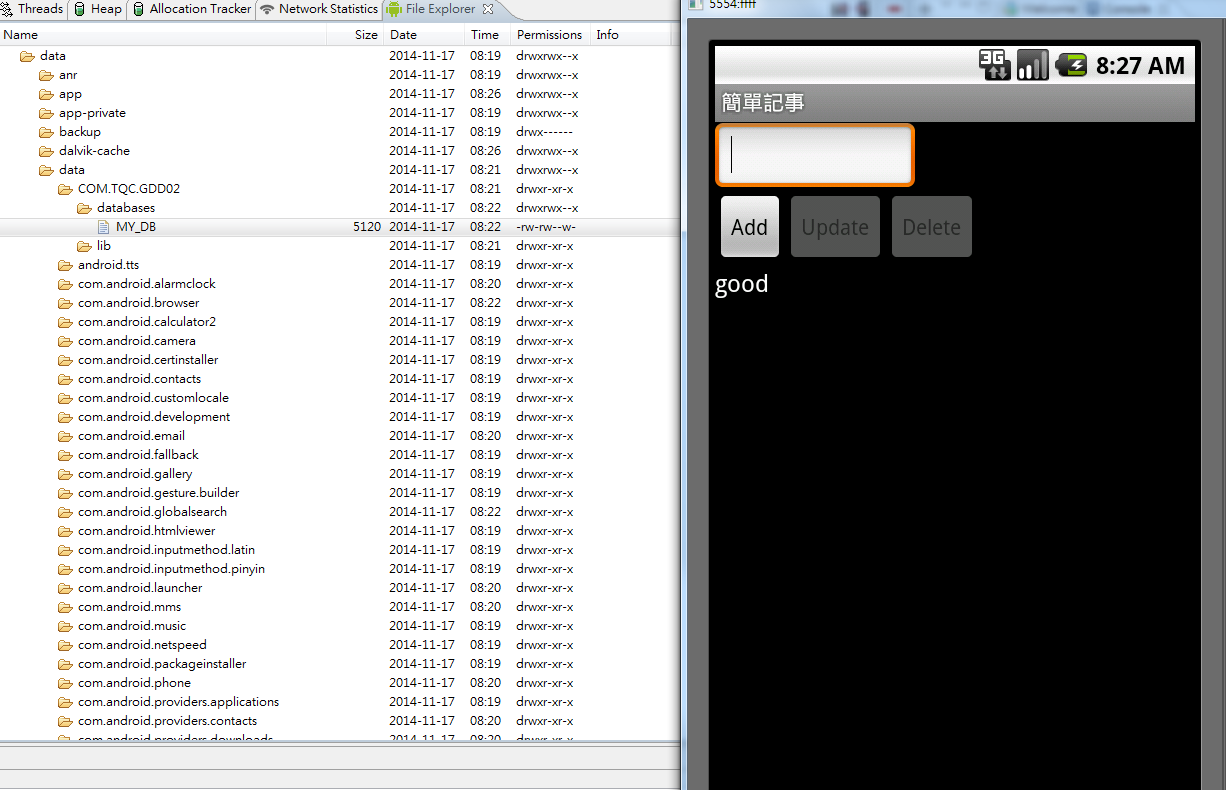 Threads Heap Allocation Tracker Network Statistics File Explorer
Name Size Date Time Permissions Info
data 2014-11-17 08:19 drwxrwx--x
anr 2014-11-17 08:19 drwxrwx--x
app 2014-11-17 08:26 drwxrwx--x
app-private 2014-11-17 08:19 drwxrwx--x
backup 2014-11-17 08:19 drwx------
dalvik-cache 2014-11-17 08:26 drwxrwx--x
data 2014-11-17 08:21 drwxrwx--x
COM.TQC.GDD02 2014-11-17 08:21 drwxr-xr-x
databases 2014-11-17 08:22 drwxrwx--x
MY_DB 5120 2014-11-17 08:22 -rw-rw--w-
lib 2014-11-17 08:21 drwxr-xr-x
android.tts 2014-11-17 08:19 drwxr-xr-x
com.android.alarmclock 2014-11-17 08:20 drwxr-xr-x
com.android.browser 2014-11-17 08:22 drwxr-xr-x
com.android.calculator2 2014-11-17 08:19 drwxr-xr-x
com.android.camera 2014-11-17 08:19 drwxr-xr-x
com.android.certinstaller 2014-11-17 08:19 drwxr-xr-x
com.android.contacts 2014-11-17 08:19 drwxr-xr-x
com.android.customlocale 2014-11-17 08:19 drwxr-xr-x
com.android.development 2014-11-17 08:19 drwxr-xr-x
com.android.email 2014-11-17 08:20 drwxr-xr-x
com.android.fallback 2014-11-17 08:19 drwxr-xr-x
com.android.gallery 2014-11-17 08:19 drwxr-xr-x
com.android.gesture.builder 2014-11-17 08:19 drwxr-xr-x
com.android.globalsearch 2014-11-17 08:22 drwxr-xr-x
com.android.htmlviewer 2014-11-17 08:19 drwxr-xr-x
com.android.inputmethod.latin 2014-11-17 08:19 drwxr-xr-x
com.android.inputmethod.pinyin 2014-11-17 08:19 drwxr-xr-x
com.android.launcher 2014-11-17 08:20 drwxr-xr-x
com.android.mms 2014-11-17 08:20 drwxr-xr-x
com.android.music 2014-11-17 08:19 drwxr-xr-x
com.android.netspeed 2014-11-17 08:19 drwxr-xr-x
com.android.packageinstaller 2014-11-17 08:19 drwxr-xr-x
com.android.phone 2014-11-17 08:20 drwxr-xr-x
com.android.providers.applications 2014-11-17 08:19 drwxr-xr-x
com.android.providers.contacts 2014-11-17 08:20 drwxr-xr-x
com.android.providers.downloads 2014-11-17 08:20 drwxr-xr-x
5554:ffff
3G 8:27 AM
簡單記事
Add Update Delete
good